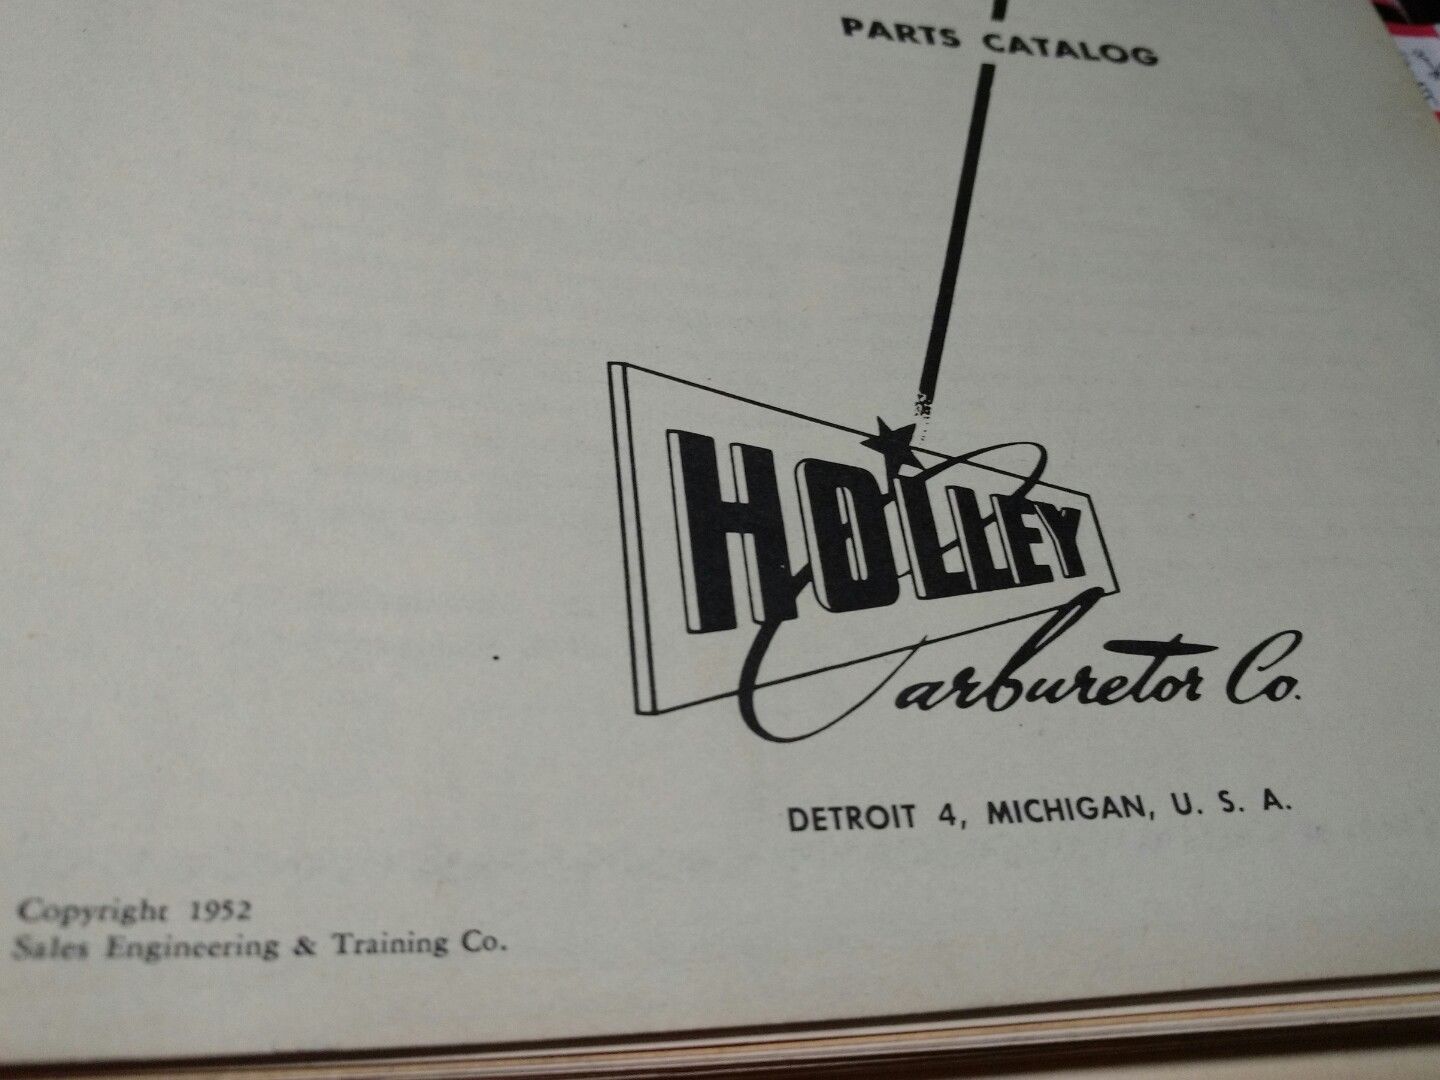 PARTS CATALOG
HOLLEY
Carburetor Co.
DETROIT 4, MICHIGAN, U. S. A.
Copyright 1952
Sales Engineering & Training Co.